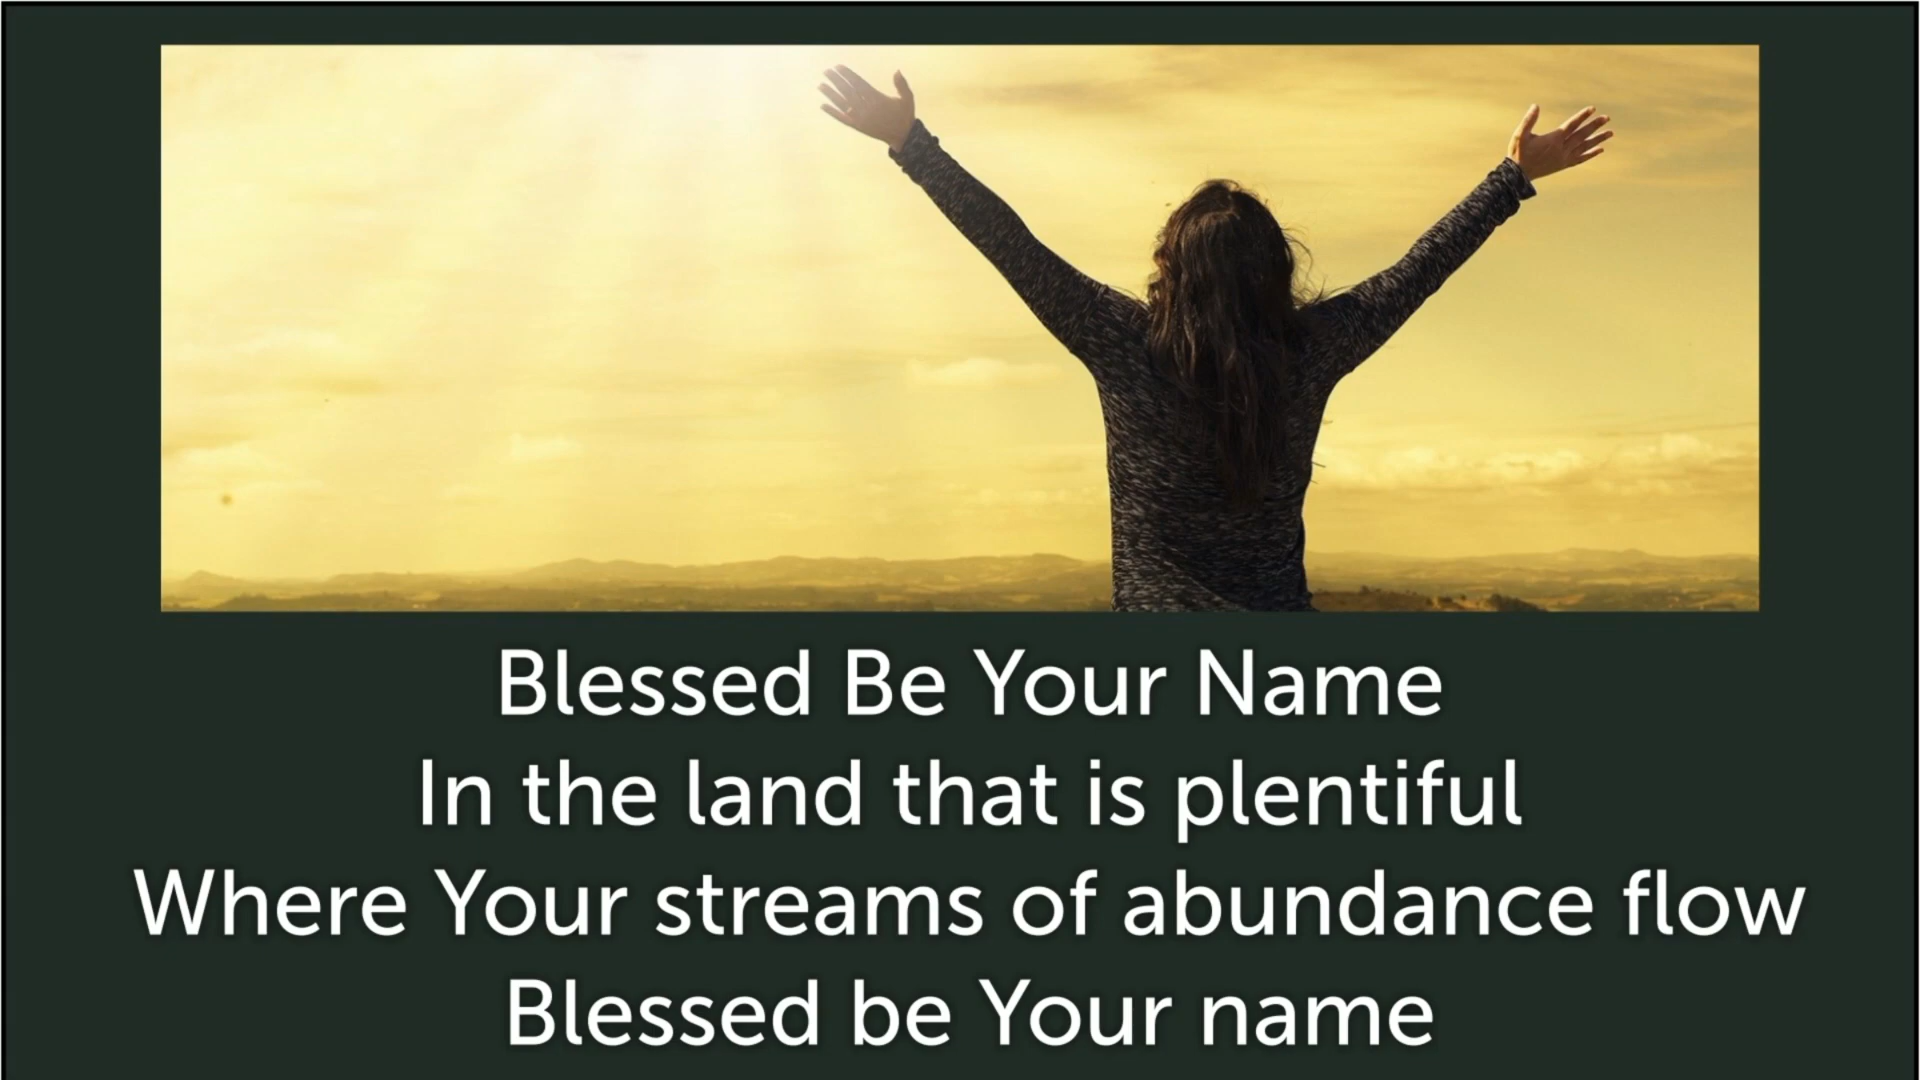 Blessed Be Your Name
In the land that is plentiful
Where Your streams of abundance flow
Blessed be Your name